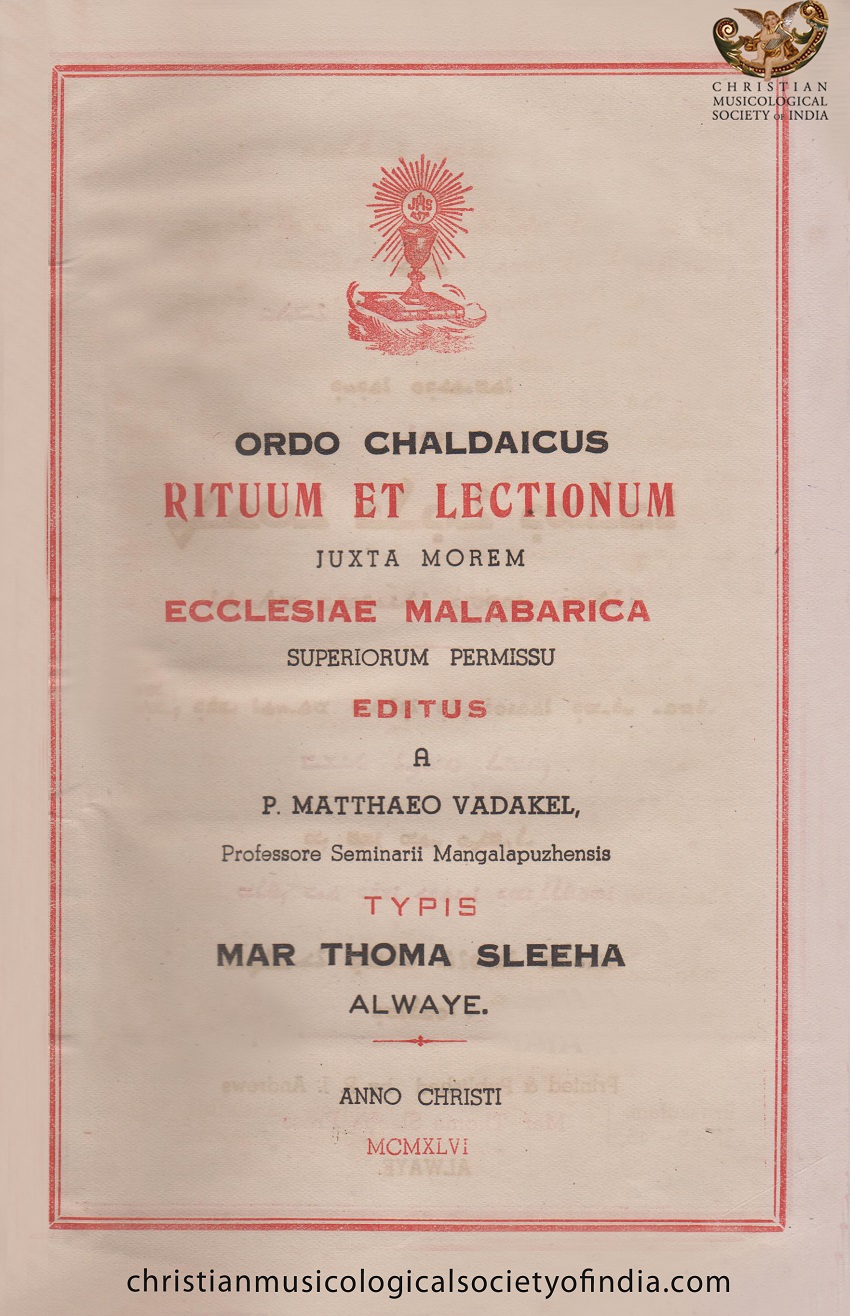 CHRISTIAN
MUSICOLOGICAL
SOCIETY OF INDIA
JHS
ORDO CHALDAICUS
RITUUM ET LECTIONUM
JUXTA MOREM
ECCLESIAE MALABARICA
SUPERIORUM PERMISSU
EDITUS
A
P. MATTHAEO VADAKEL,
Professore Seminarii Mangalapuzhensis
TYPIS
MAR THOMA SLEEHA
ALWAYE.
ANNO CHRISTI
MCMXLVI
christianmusicologicalsocietyofindia.com